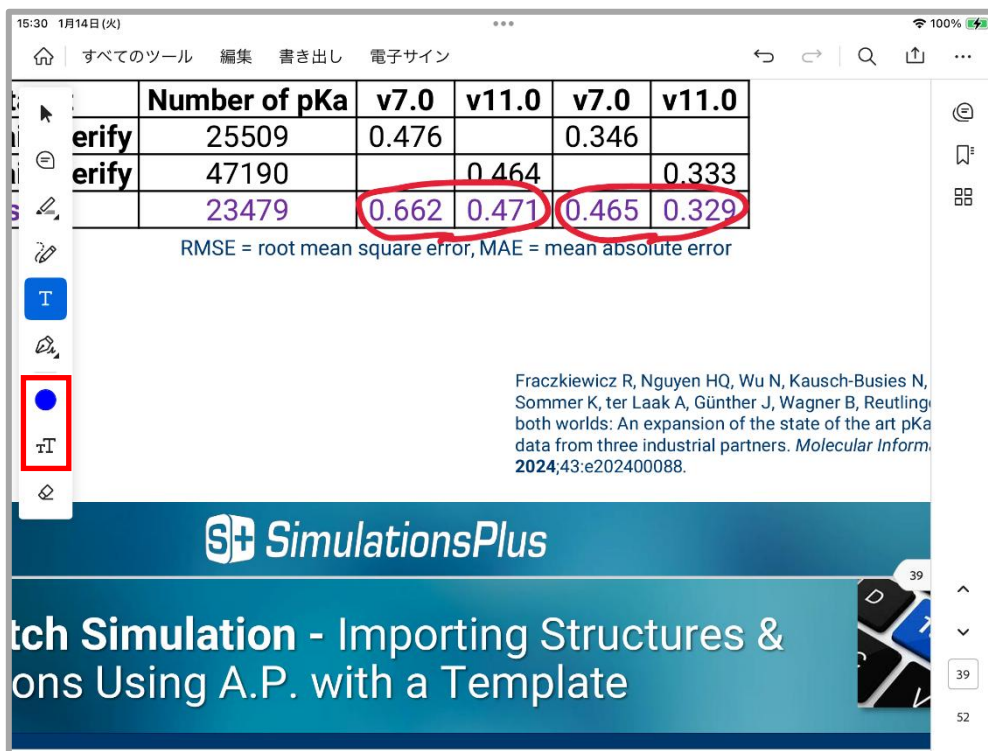 15:30 1月14日(火)
100%
すべてのツール 編集 書き出し 電子サイン
Number of pKa v7.0 v11.0 v7.0 v11.0
erify 25509 0.476 0.346
erify 47190 0.464 0.333
s 23479 0.662 0.471 0.465 0.329
RMSE = root mean square error, MAE = mean absolute error
T
TT
Fraczkiewicz R, Nguyen HQ, Wu N, Kausch-Busies N,
Sommer K, ter Laak A, Günther J, Wagner B, Reutling
both worlds: An expansion of the state of the art pKa
data from three industrial partners. Molecular Inform
2024;43:e202400088.
S+ SimulationsPlus
39
tch Simulation - Importing Structures &
ons Using A.P. with a Template
39
52